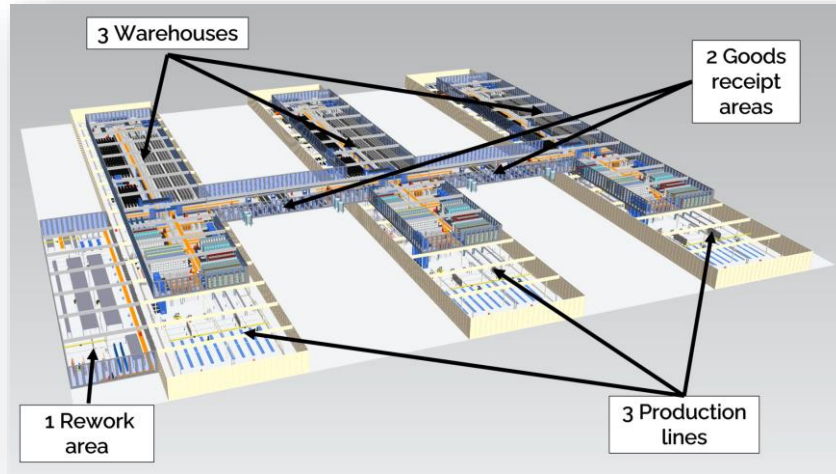 3 Warehouses
2 Goods
receipt
areas
1 Rework
area
3 Production
lines